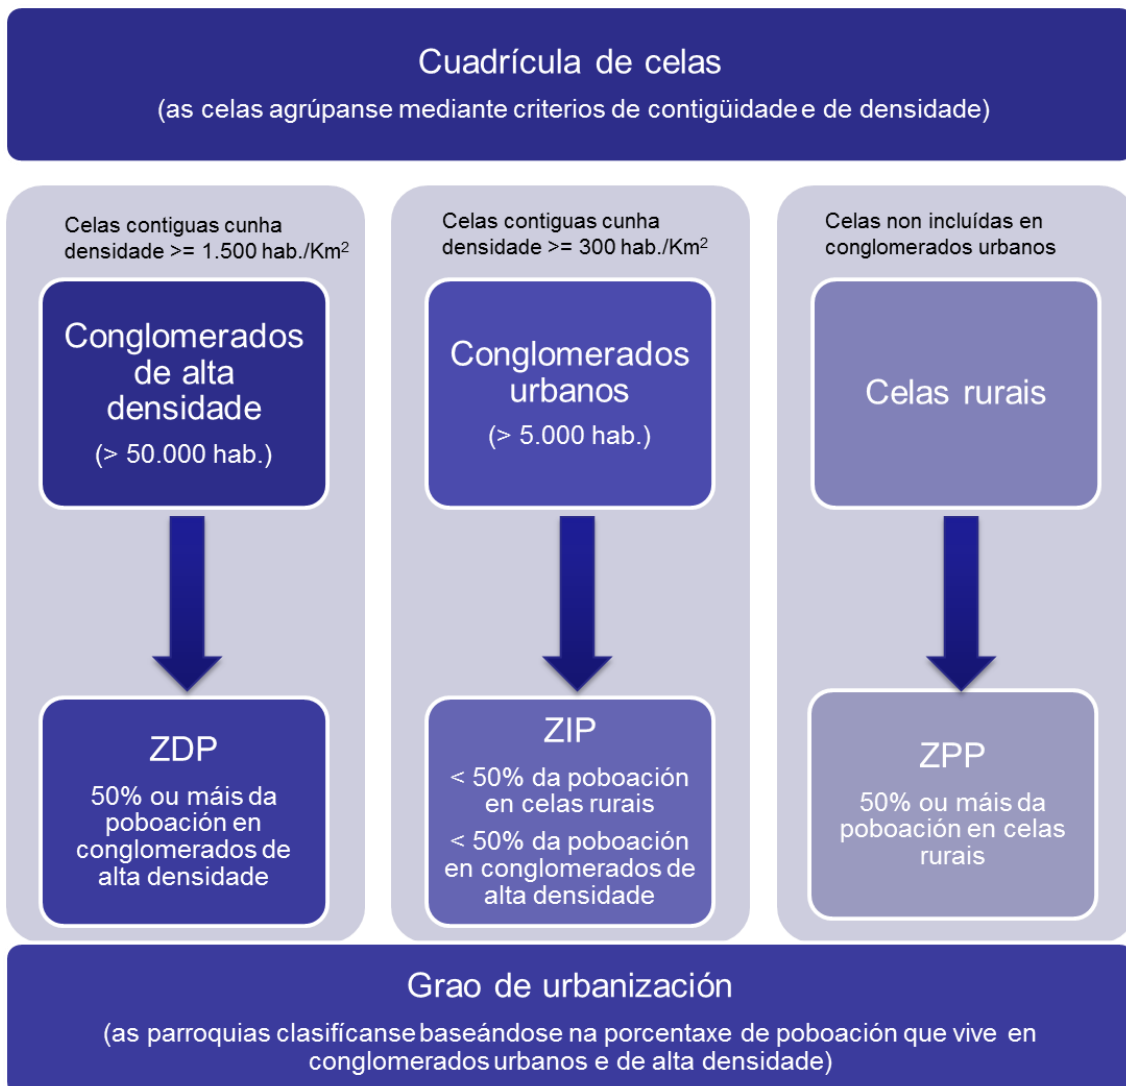 Cuadrícula de celas
(as celas agrúpanse mediante criterios de contigüidade e de densidade)
Celas contiguas cunha
densidade >= 1.500 hab./Km²
Conglomerados
de alta
densidade
(> 50.000 hab.)
ZDP
50% ou máis da
poboación en
conglomerados de
alta densidade
Celas contiguas cunha
densidade >= 300 hab./Km²
Conglomerados
urbanos
(> 5.000 hab.)
ZIP
< 50% da poboación
en celas rurais
< 50% da poboación
en conglomerados de
alta densidade
Celas non incluídas en
conglomerados urbanos
Celas rurais
ZPP
50% ou máis da
poboación en celas
rurais
Grao de urbanización
(as parroquias clasifícanse baseándose na porcentaxe de poboación que vive en
conglomerados urbanos e de alta densidade)